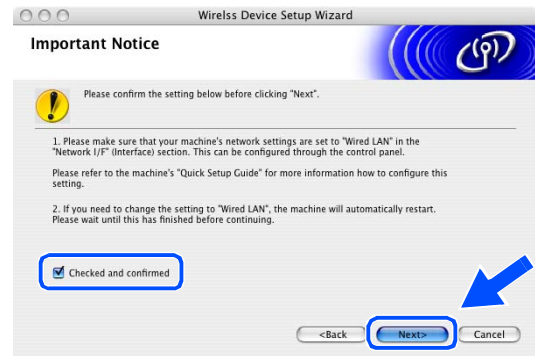 Wirelss Device Setup Wizard
Important Notice
Please confirm the setting below before clicking "Next".
1. Please make sure that your machine's network settings are set to "Wired LAN" in the
"Network I/F" (Interface) section. This can be configured through the control panel.
Please refer to the machine's "Quick Setup Guide" for more information how to configure this
setting.
2. If you need to change the setting to "Wired LAN", the machine will automatically restart.
Please wait until this has finished before continuing.
Checked and confirmed
<Back Next> Cancel